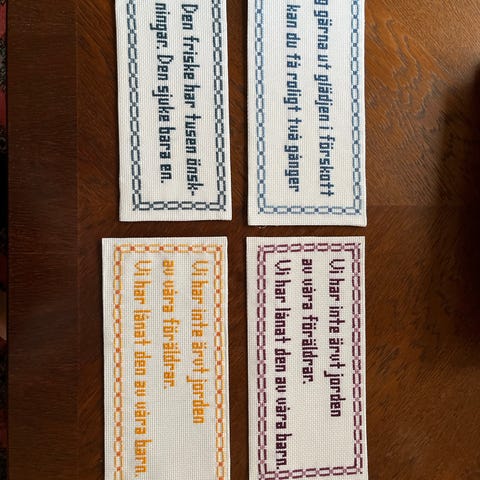 Den friske har tusen önsk-
ningar. Den sjuke bara en.
gärna ut glädjen i förskott
kan du få roligt två gånger
Vi har inte ärvt jorden
av våra föräldrar.
Vi har lånat den av våra barn.
Vi har inte ärvt jorden
av våra föräldrar.
Vi har lånat den av våra barn.